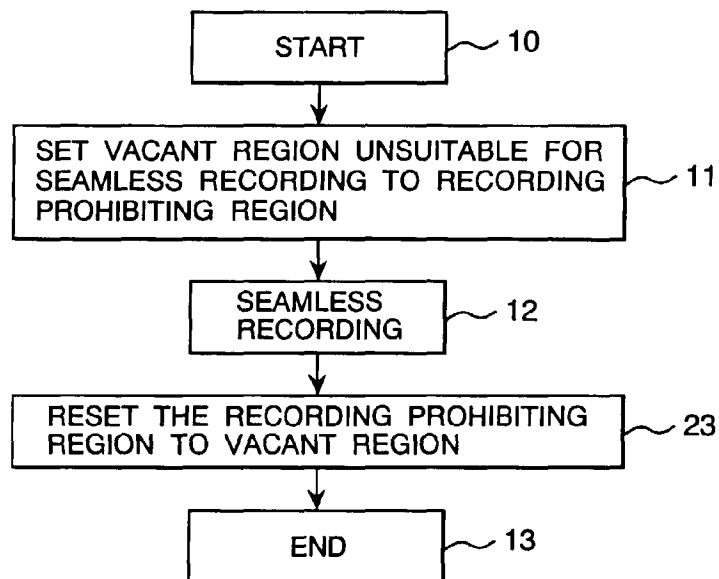 START
10
SET VACANT REGION UNSUITABLE FOR
SEAMLESS RECORDING TO RECORDING
PROHIBITING REGION
11
SEAMLESS
RECORDING
12
RESET THE RECORDING PROHIBITING
REGION TO VACANT REGION
23
END
13